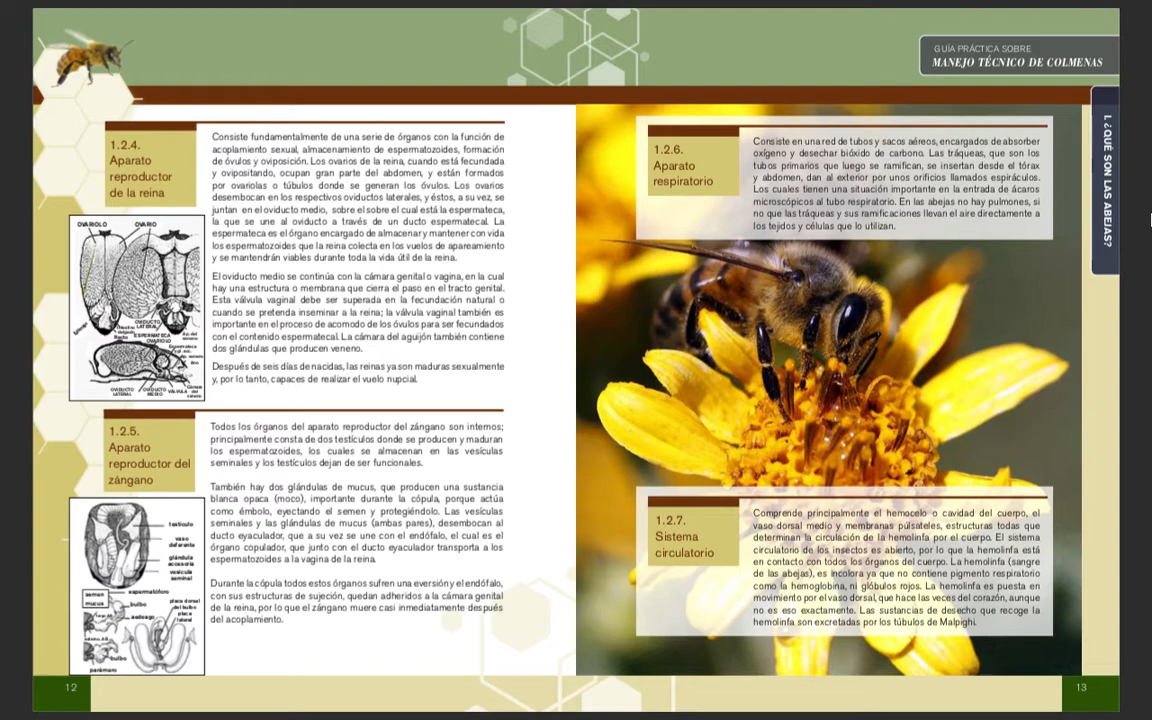 GUÍA PRÁCTICA SOBRE
MANEJO TÉCNICO DE COLMENAS
1.2.4.
Aparato
reproductor
de la reina
Consiste fundamentalmente de una serie de órganos con la función de
acoplamiento sexual, almacenamiento de espermatozoides, formación
de óvulos y oviposición. Los ovarios de la reina, cuando está fecundada
y ovipositando, ocupan gran parte del abdomen, y están formados
por ovariolas o túbulos donde se generan los óvulos. Los ovarios
desembocan en los respectivos oviductos laterales, y éstos, a su vez, se
juntan en el oviducto medio, sobre el sobre el cual está la espermateca,
la que se une al oviducto a través de un ducto espermatecal. La
espermateca es el órgano encargado de almacenar y mantener con vida
los espermatozoides que la reina colecta en los vuelos de apareamiento
y se mantendrán viables durante toda la vida útil de la reina.
El oviducto medio se continúa con la cámara genital o vagina, en la cual
hay una estructura o membrana que cierra el paso en el tracto genital.
Esta válvula vaginal debe ser superada en la fecundación natural o
cuando se pretenda inseminar a la reina; la válvula vaginal también es
importante en el proceso de acomodo de los óvulos para ser fecundados
con el contenido espermatecal. La cámara del aguijón también contiene
dos glándulas que producen veneno.
Después de seis días de nacidas, las reinas ya son maduras sexualmente
y, por lo tanto, capaces de realizar el vuelo nupcial.
OVARIOLO
OVARIO
OVIDUCTO
LATERAL
ESPERMATECA
OVARIOLO
OVIDUCTO
LATERAL
OVIDUCTO
MEDIO
VALVULA
1.2.5.
Aparato
reproductor del
zángano
Todos los órganos del aparato reproductor del zángano son internos;
principalmente consta de dos testículos donde se producen y maduran
los espermatozoides, los cuales se almacenan en las vesículas
seminales y los testículos dejan de ser funcionales.
También hay dos glándulas de mucus, que producen una sustancia
blanca opaca (moco), importante durante la cópula, porque actúa
como émbolo, eyectando el semen y protegiéndolo. Las vesículas
seminales y las glándulas de mucus (ambas pares), desembocan al
ducto eyaculador, que a su vez se une con el endófalo, el cual es el
órgano copulador, que junto con el ducto eyaculador transporta a los
espermatozoides a la vagina de la reina.
Durante la cópula todos estos órganos sufren una eversión y el endófalo,
con sus estructuras de sujeción, quedan adheridos a la cámara genital
de la reina, por lo que el zángano muere casi inmediatamente después
del acoplamiento.
testículo
vaso
deferente
glándula
accesoria
vesícula
seminal
espermatóforo
semen
mucus
bulbo
placa dorsal
del bulbo
placa
lateral
aedeago
bulbo
parámero
12
1.2.6.
Aparato
respiratorio
Consiste en una red de tubos y sacos aéreos, encargados de absorber
oxígeno y desechar bióxido de carbono. Las tráqueas, que son los
tubos primarios que luego se ramifican, se insertan desde el tórax
y abdomen, dan al exterior por unos orificios llamados espiráculos.
Los cuales tienen una situación importante en la entrada de ácaros
microscópicos al tubo respiratorio. En las abejas no hay pulmones, si
no que las tráqueas y sus ramificaciones llevan el aire directamente a
los tejidos y células que lo utilizan.
1.2.7.
Sistema
circulatorio
Comprende principalmente el hemocelo o cavidad del cuerpo, el
vaso dorsal medio y membranas púlsateles, estructuras todas que
determinan la circulación de la hemolinfa por el cuerpo. El sistema
circulatorio de los insectos es abierto, por lo que la hemolinfa está
en contacto con todos los órganos. La hemolinfa (sangre
de las abejas), es incolora ya que no contiene pigmento respiratorio
como la hemoglobina, ni glóbulos rojos. La hemolinfa es puesta en
movimiento por el vaso dorsal, que hace las veces del corazón, aunque
no es eso exactamente. Las sustancias de desecho que recoge la
hemolinfa son excretadas por los túbulos de Malpighi.
I. ¿QUÉ SON LAS ABEJAS?
13